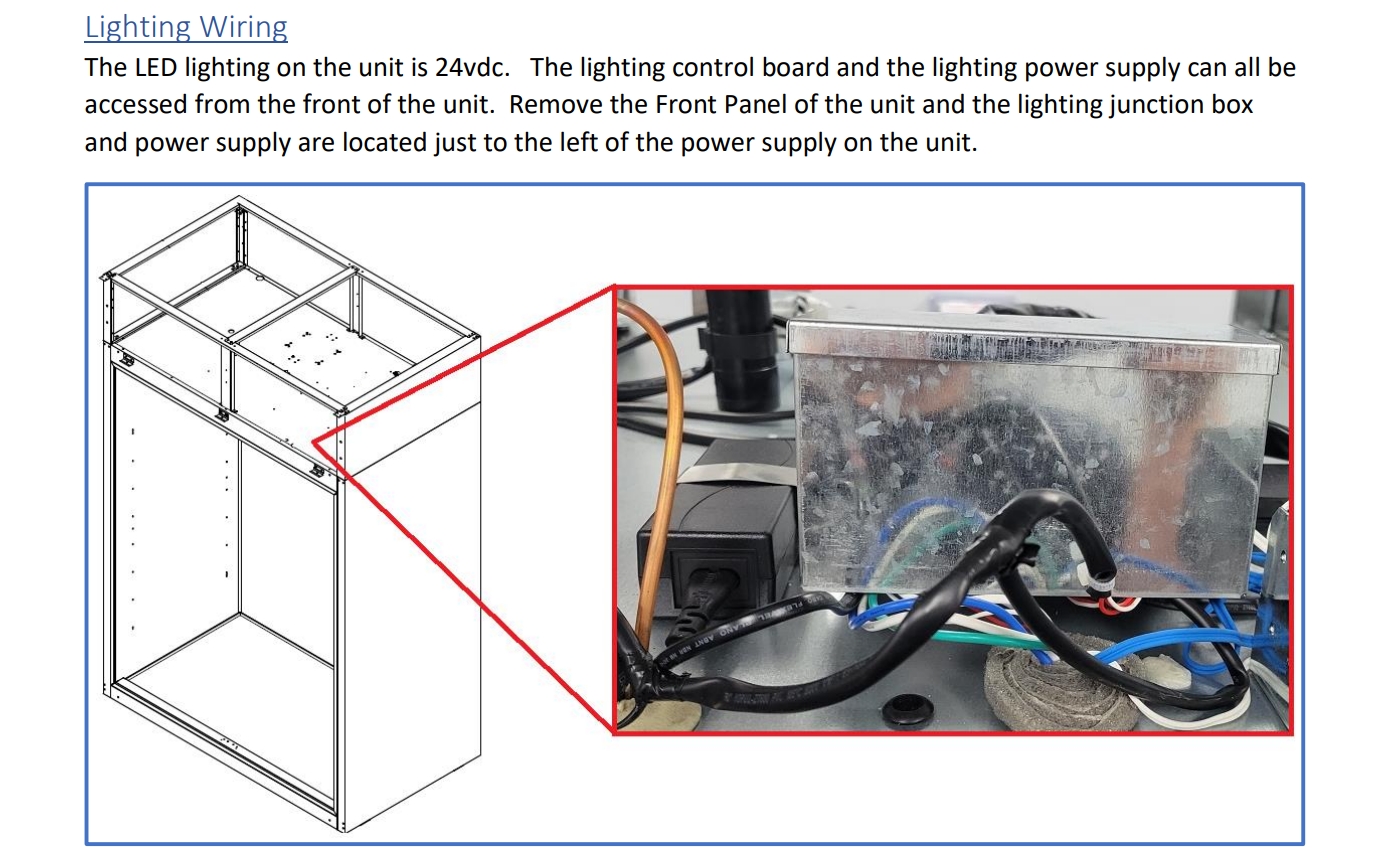 Lighting Wiring
The LED lighting on the unit is 24vdc. The lighting control board and the lighting power supply can all be
accessed from the front of the unit. Remove the Front Panel of the unit and the lighting junction box
and power supply are located just to the left of the power supply on the unit.